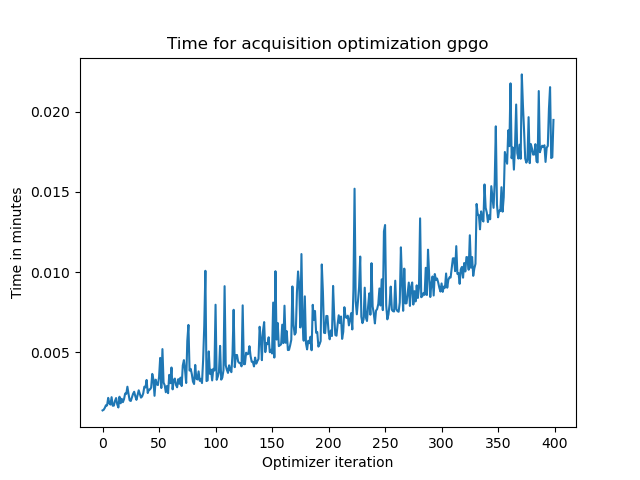 Time for acquisition optimization gpgo
0.020
0.015
0.010
0.005
Time in minutes
0 50 100 150 200 250 300 350 400
Optimizer iteration